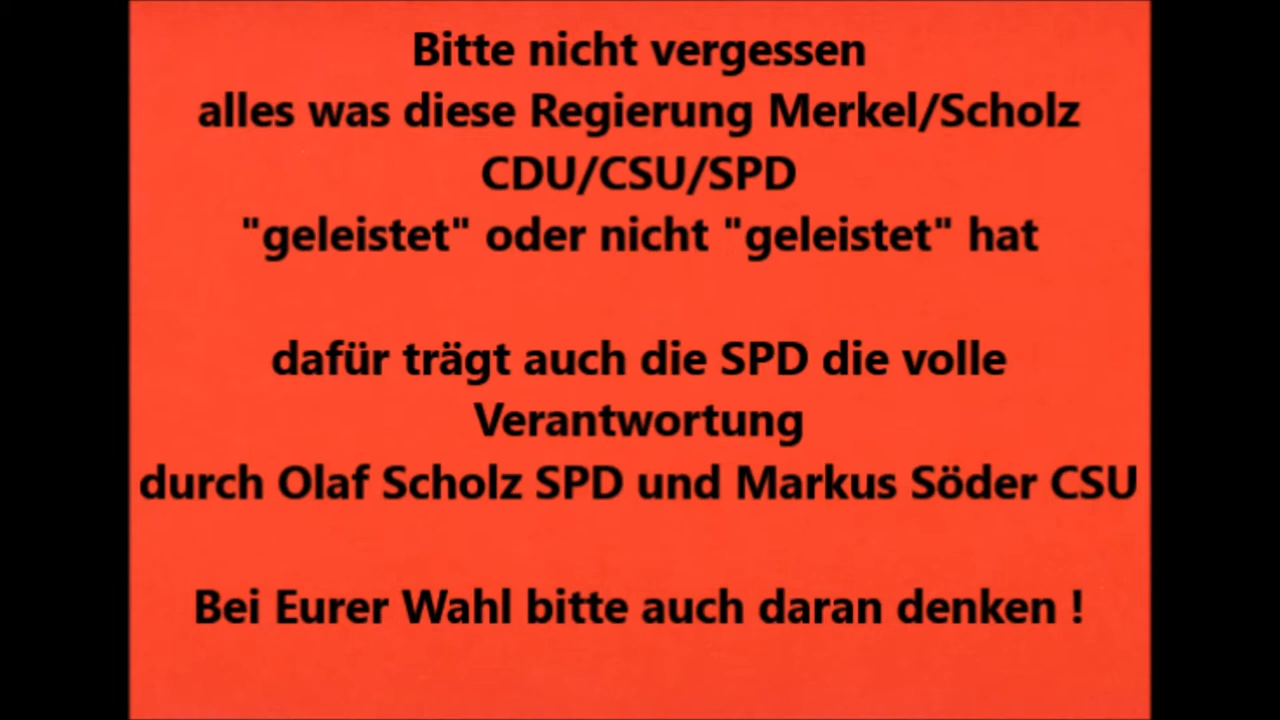 Bitte nicht vergessen
alles was diese Regierung Merkel/Scholz
CDU/CSU/SPD
"geleistet" oder nicht "geleistet" hat
dafür trägt auch die SPD die volle
Verantwortung
durch Olaf Scholz SPD und Markus Söder CSU
Bei Eurer Wahl bitte auch daran denken !